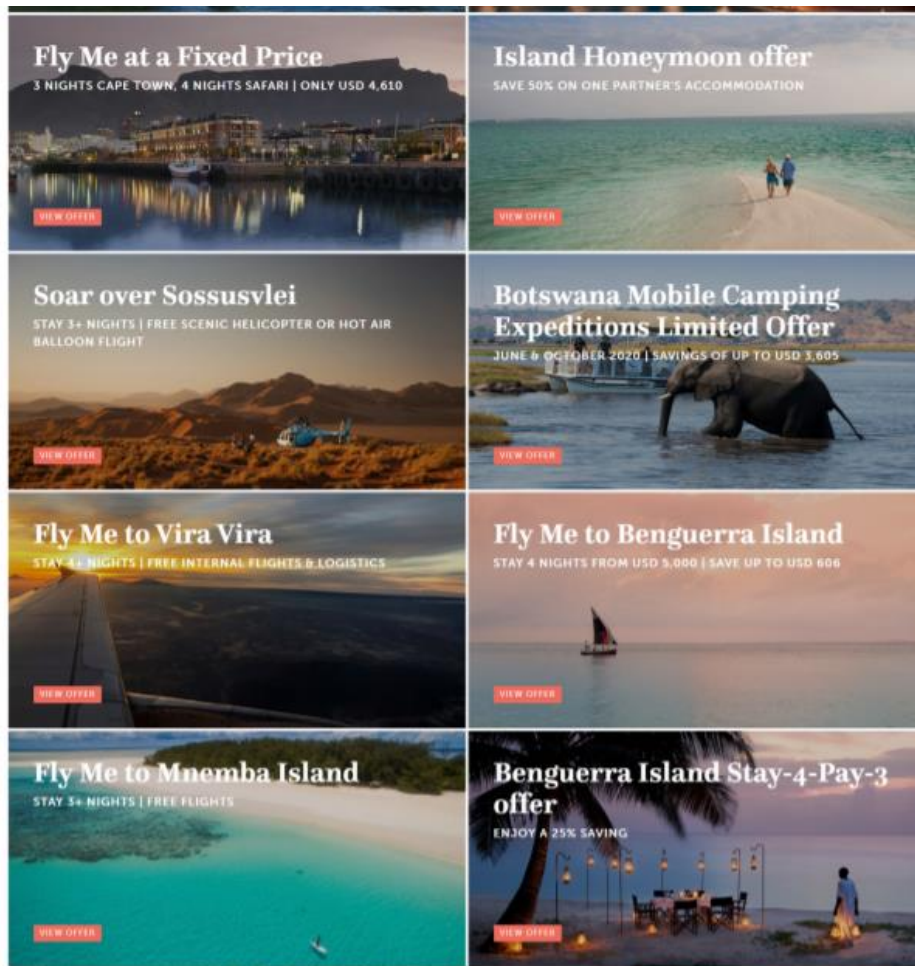 Fly Me at a Fixed Price
3 NIGHTS CAPE TOWN, 4 NIGHTS SAFARI | ONLY USD 4,610
VIEW OFFER
Island Honeymoon offer
SAVE 50% ON ONE PARTNER'S ACCOMMODATION
VIEW OFFER
Soar over Sossusvlei
STAY 3+ NIGHTS | FREE SCENIC HELICOPTER OR HOT AIR
BALLOON FLIGHT
VIEW OFFER
Botswana Mobile Camping
Expeditions Limited Offer
JUNE & OCTOBER 2020 | SAVINGS OF UP TO USD 3,605
VIEW OFFER
Fly Me to Vira Vira
STAY 4+ NIGHTS | FREE INTERNAL FLIGHTS & LOGISTICS
VIEW OFFER
Fly Me to Benguerra Island
STAY 4 NIGHTS FROM USD 5,000 | SAVE UP TO USD 606
VIEW OFFER
Fly Me to Mnemba Island
STAY 3+ NIGHTS | FREE FLIGHTS
VIEW OFFER
Benguerra Island Stay-4-Pay-3
offer
ENJOY A 25% SAVING
VIEW OFFER